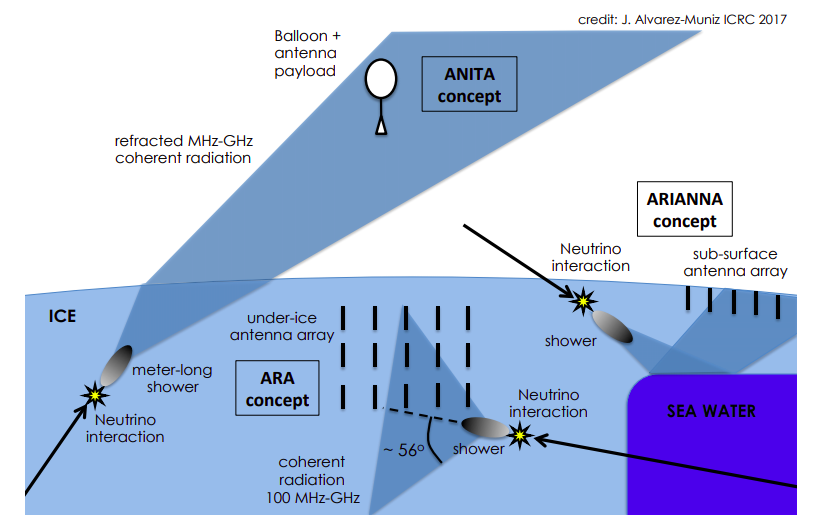 credit: J. Alvarez-Muniz ICRC 2017
Balloon +
antenna
payload
ANITA
concept
refracted MHz-GHz
coherent radiation
ARIANNA
concept
Neutrino
interaction
sub-surface
antenna array
ICE
under-ice
antenna array
shower
meter-long
shower
ARA
concept
Neutrino
interaction
Neutrino
interaction
SEA WATER
~ 56º
shower
coherent
radiation
100 MHz-GHz